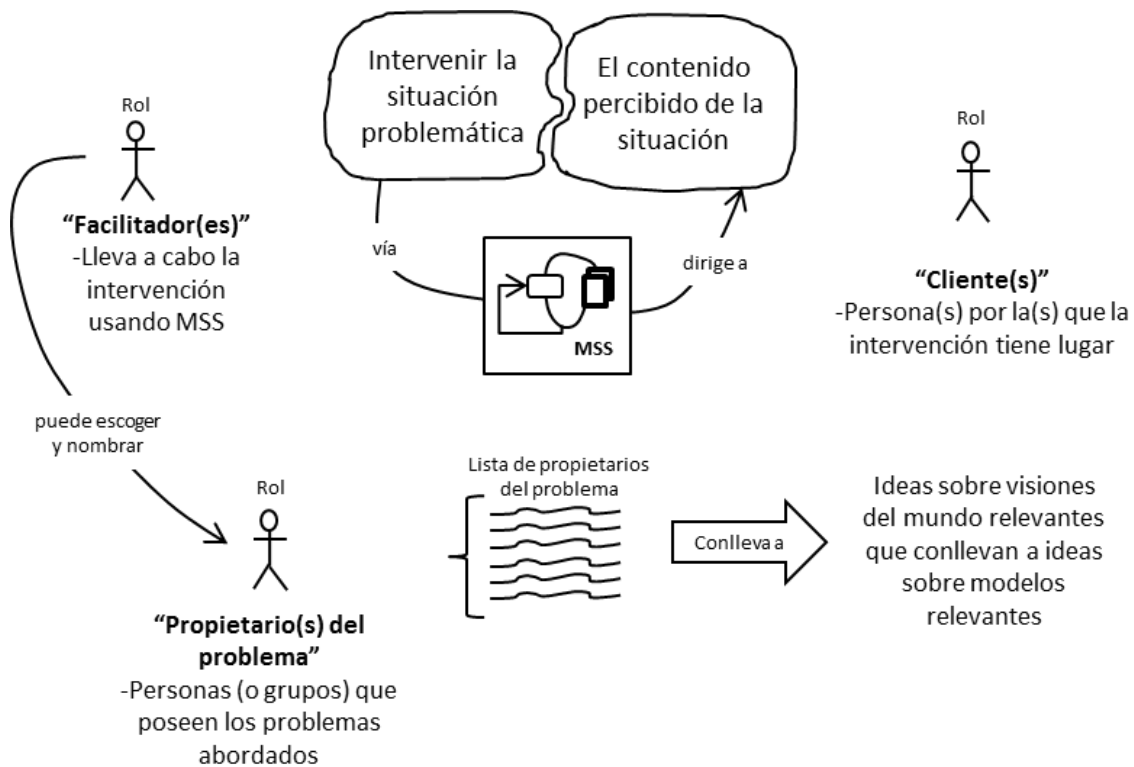 Rol
“Facilitador(es)”
-Lleva a cabo la
intervención
usando MSS
Intervenir la
situación
problemática
El contenido
percibido de la
situación
vía
dirige a
MSS
Rol
“Cliente(s)”
-Persona(s) por la(s) que la
intervención tiene lugar
puede escoger
y nombrar
Rol
“Propietario(s) del
problema”
-Personas (o grupos) que
poseen los problemas
abordados
Lista de propietarios
del problema
Conlleva a
Ideas sobre visiones
del mundo relevantes
que conllevan a ideas
sobre modelos
relevantes